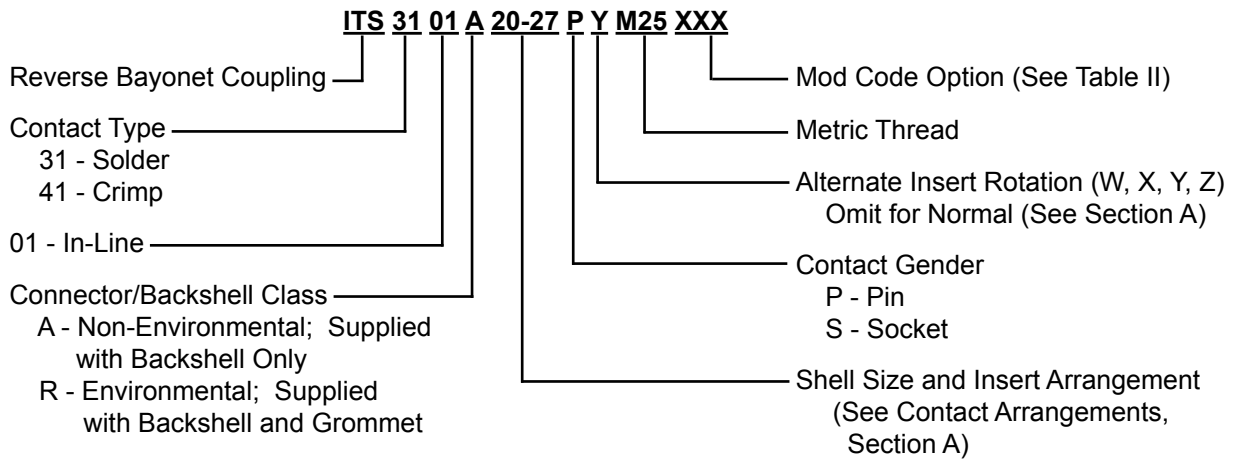 ITS 31 01 A 20-27 P Y M25 XXX
Reverse Bayonet Coupling
Contact Type
31 - Solder
41 - Crimp
01 - In-Line
Connector/Backshell Class
A - Non-Environmental; Supplied
with Backshell Only
R - Environmental; Supplied
with Backshell and Grommet
Mod Code Option (See Table II)
Metric Thread
Alternate Insert Rotation (W, X, Y, Z)
Omit for Normal (See Section A)
Contact Gender
P - Pin
S - Socket
Shell Size and Insert Arrangement
(See Contact Arrangements,
Section A)